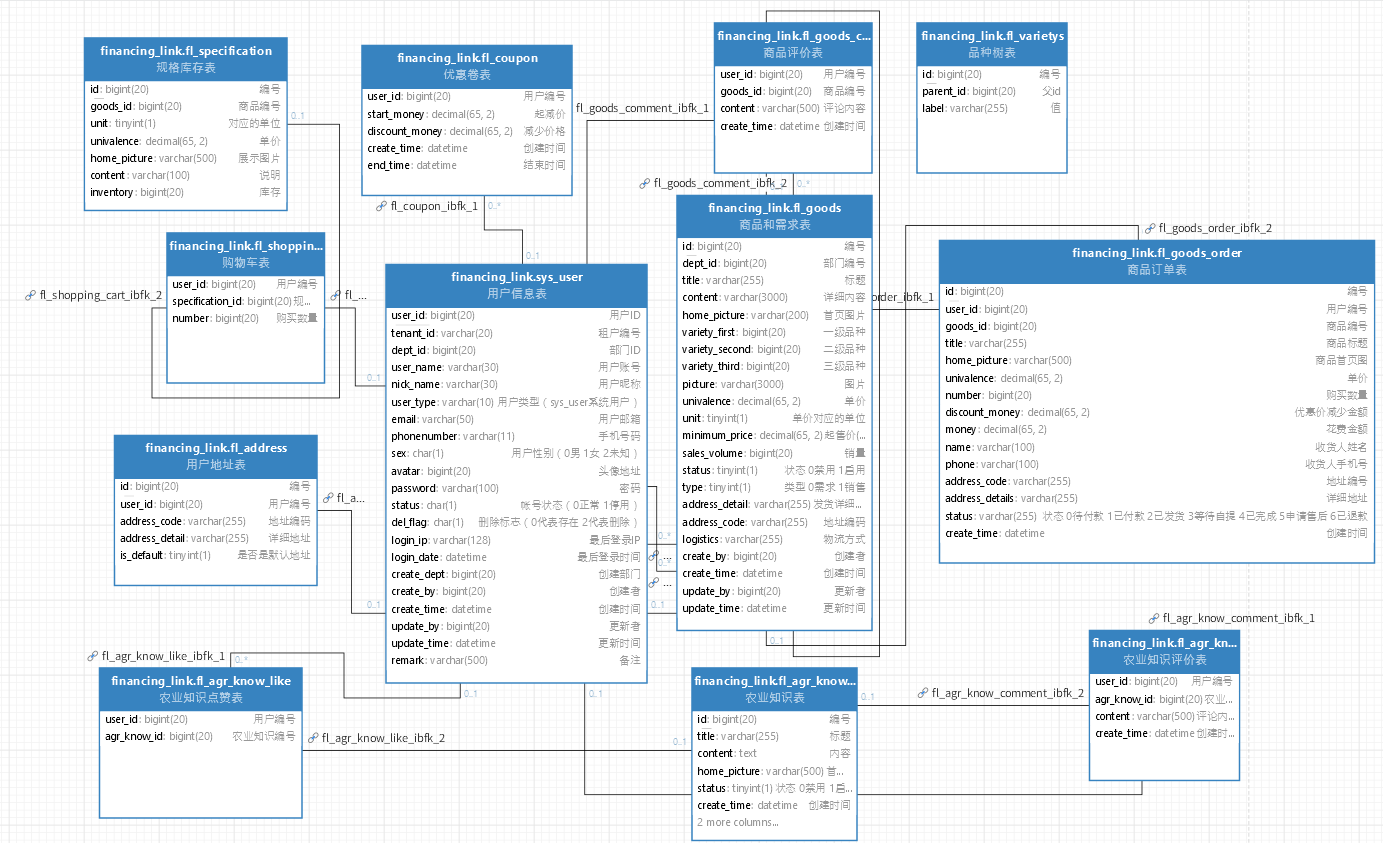 financing_link.fl_specification
规格库存表
id: bigint(20) 编号
goods_id: bigint(20) 商品编号
unit: tinyint(1) 对应的单位
univalence: decimal(65, 2) 单价
home_picture: varchar(500) 展示图片
content: varchar(100) 说明
inventory: bigint(20) 库存
0..1
financing_link.fl_coupon
优惠卷表
user_id: bigint(20) 用户编号
start_money: decimal(65, 2) 起减价
discount_money: decimal(65, 2) 减少价格
create_time: datetime 创建时间
end_time: datetime 结束时间
fl_coupon_ibfk_1
0..*
0..1
financing_link.fl_goods_c...
商品评价表
user_id: bigint(20) 用户编号
goods_id: bigint(20) 商品编号
content: varchar(500) 评论内容
create_time: datetime 创建时间
fl_goods_comment_ibfk_1
fl_goods_comment_ibfk_2
0..*
financing_link.fl_varietys
品种树表
id: bigint(20) 编号
parent_id: bigint(20) 父id
label: varchar(255) 值
financing_link.fl_shoppin...
购物车表
user_id: bigint(20) 用户编号
specification_id: bigint(20) 规...
number: bigint(20) 购买数量
fl_shopping_cart_ibfk_2
fl_...
0..1
financing_link.sys_user
用户信息表
user_id: bigint(20) 用户ID
tenant_id: varchar(20) 租户编号
dept_id: bigint(20) 部门ID
user_name: varchar(30) 用户账号
nick_name: varchar(30) 用户昵称
user_type: varchar(10) 用户类型（sys_user系统用户）
email: varchar(50) 用户邮箱
phonenumber: varchar(11) 手机号码
sex: char(1) 用户性别（0男 1女 2未知）
avatar: bigint(20) 头像地址
password: varchar(100) 密码
status: char(1) 帐号状态（0正常 1停用）
del_flag: char(1) 删除标志（0代表存在 2代表删除）
login_ip: varchar(128) 最后登录IP
login_date: datetime 最后登录时间
create_dept: bigint(20) 创建部门
create_by: bigint(20) 创建者
create_time: datetime 创建时间
update_by: bigint(20) 更新者
update_time: datetime 更新时间
remark: varchar(500) 备注
financing_link.fl_goods
商品和需求表
id: bigint(20) 编号
dept_id: bigint(20) 部门编号
title: varchar(255) 标题
content: varchar(3000) 详细内容
home_picture: varchar(200) 首页图片
variety_first: bigint(20) 一级品种
variety_second: bigint(20) 二级品种
variety_third: bigint(20) 三级品种
picture: varchar(3000) 图片
univalence: decimal(65, 2) 单价
unit: tinyint(1) 单价对应的单位
minimum_price: decimal(65, 2) 起售价(...
sales_volume: bigint(20) 销量
status: tinyint(1) 状态 0禁用 1启用
type: tinyint(1) 类型 0需求 1销售
address_detail: varchar(255) 发货详细...
address_code: varchar(255) 地址编码
logistics: varchar(255) 物流方式
create_by: bigint(20) 创建者
create_time: datetime 创建时间
update_by: bigint(20) 更新者
update_time: datetime 更新时间
0..*
...
0..*
...
0..1
0..1
order_ibfk_1
fl_goods_order_ibfk_2
financing_link.fl_goods_order
商品订单表
id: bigint(20) 编号
user_id: bigint(20) 用户编号
goods_id: bigint(20) 商品编号
title: varchar(255) 商品标题
home_picture: varchar(500) 商品首页图
univalence: decimal(65, 2) 单价
number: bigint(20) 购买数量
discount_money: decimal(65, 2) 优惠价减少金额
money: decimal(65, 2) 花费金额
name: varchar(100) 收货人姓名
phone: varchar(100) 收货人手机号
address_code: varchar(255) 地址编号
address_details: varchar(255) 详细地址
status: varchar(255) 状态 0待付款 1已付款 2已发货 3等待自提 4已完成 5申请售后 6已退款
create_time: datetime 创建时间
financing_link.fl_address
用户地址表
id: bigint(20) 编号
user_id: bigint(20) 用户编号
address_code: varchar(255) 地址编码
address_detail: varchar(255) 详细地址
is_default: tinyint(1) 是否是默认地址
fl_a...
0..1
fl_agr_know_like_ibfk_1
0..*
financing_link.fl_agr_know_like
农业知识点赞表
user_id: bigint(20) 用户编号
agr_know_id: bigint(20) 农业知识编号
fl_agr_know_like_ibfk_2
0..1
0..1
0..1
financing_link.fl_agr_know...
农业知识表
id: bigint(20) 编号
title: varchar(255) 标题
content: text 内容
home_picture: varchar(500) 首...
status: tinyint(1) 状态 0禁用 1启...
create_time: datetime 创建时间
2 more columns...
0..1
fl_agr_know_comment_ibfk_2
fl_agr_know_comment_ibfk_1
financing_link.fl_agr_kn...
农业知识评价表
user_id: bigint(20) 用户编号
agr_know_id: bigint(20) 农业...
content: varchar(500) 评论内...
create_time: datetime 创建时...